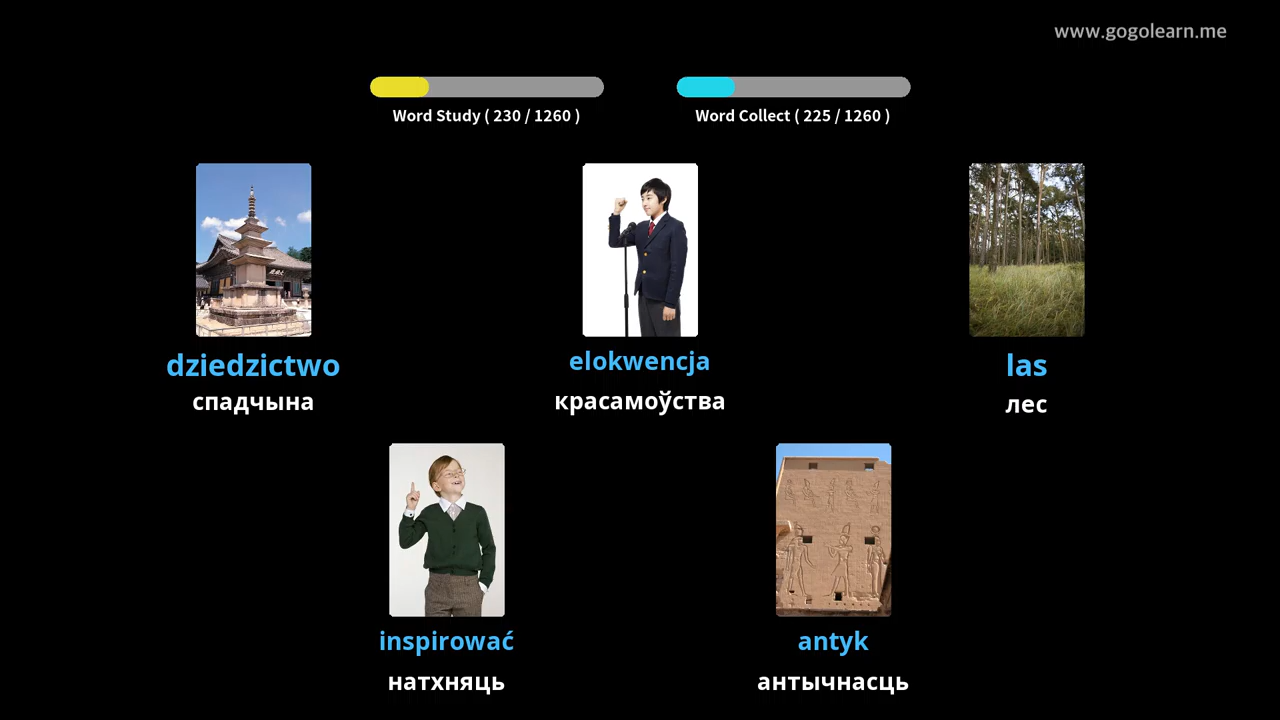 www.gogolearn.me
Word Study ( 230 / 1260 )
Word Collect ( 225 / 1260 )
dziedzictwo
спадчына
elokwencja
красамоўства
las
лес
inspirować
натхняць
antyk
антычнасць